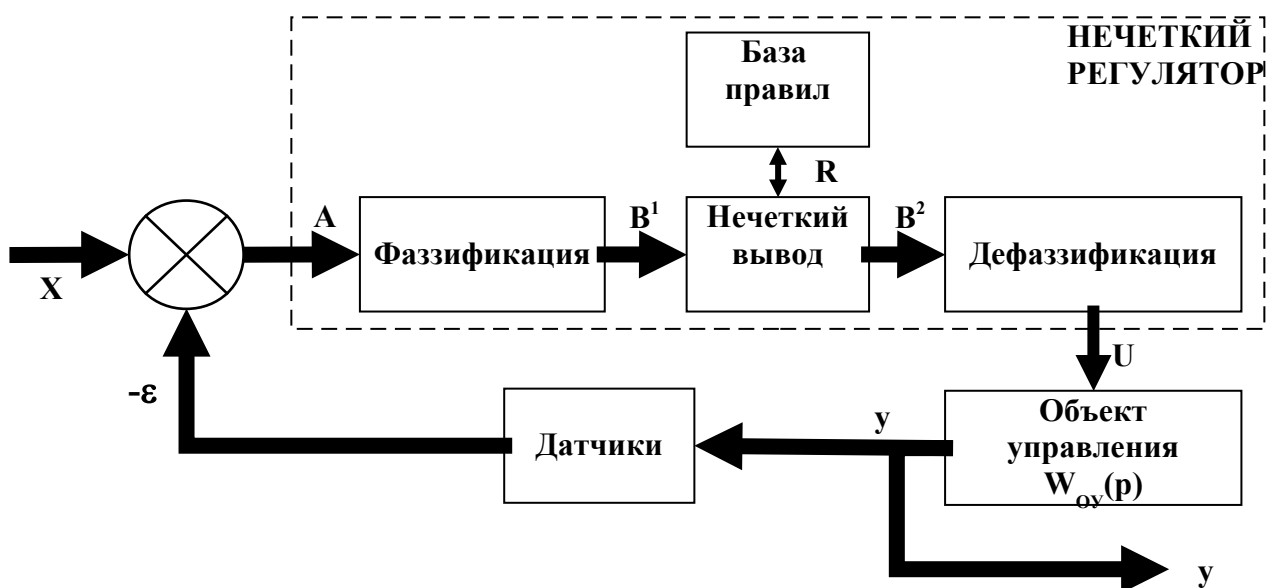 НЕЧЕТКИЙ
РЕГУЛЯТОР
База
правил
R
X
A
Фаззификация
B¹
Нечеткий
вывод
B²
Дефаззификация
U
-ε
Датчики
y
Объект
управления
Wоу(p)
y